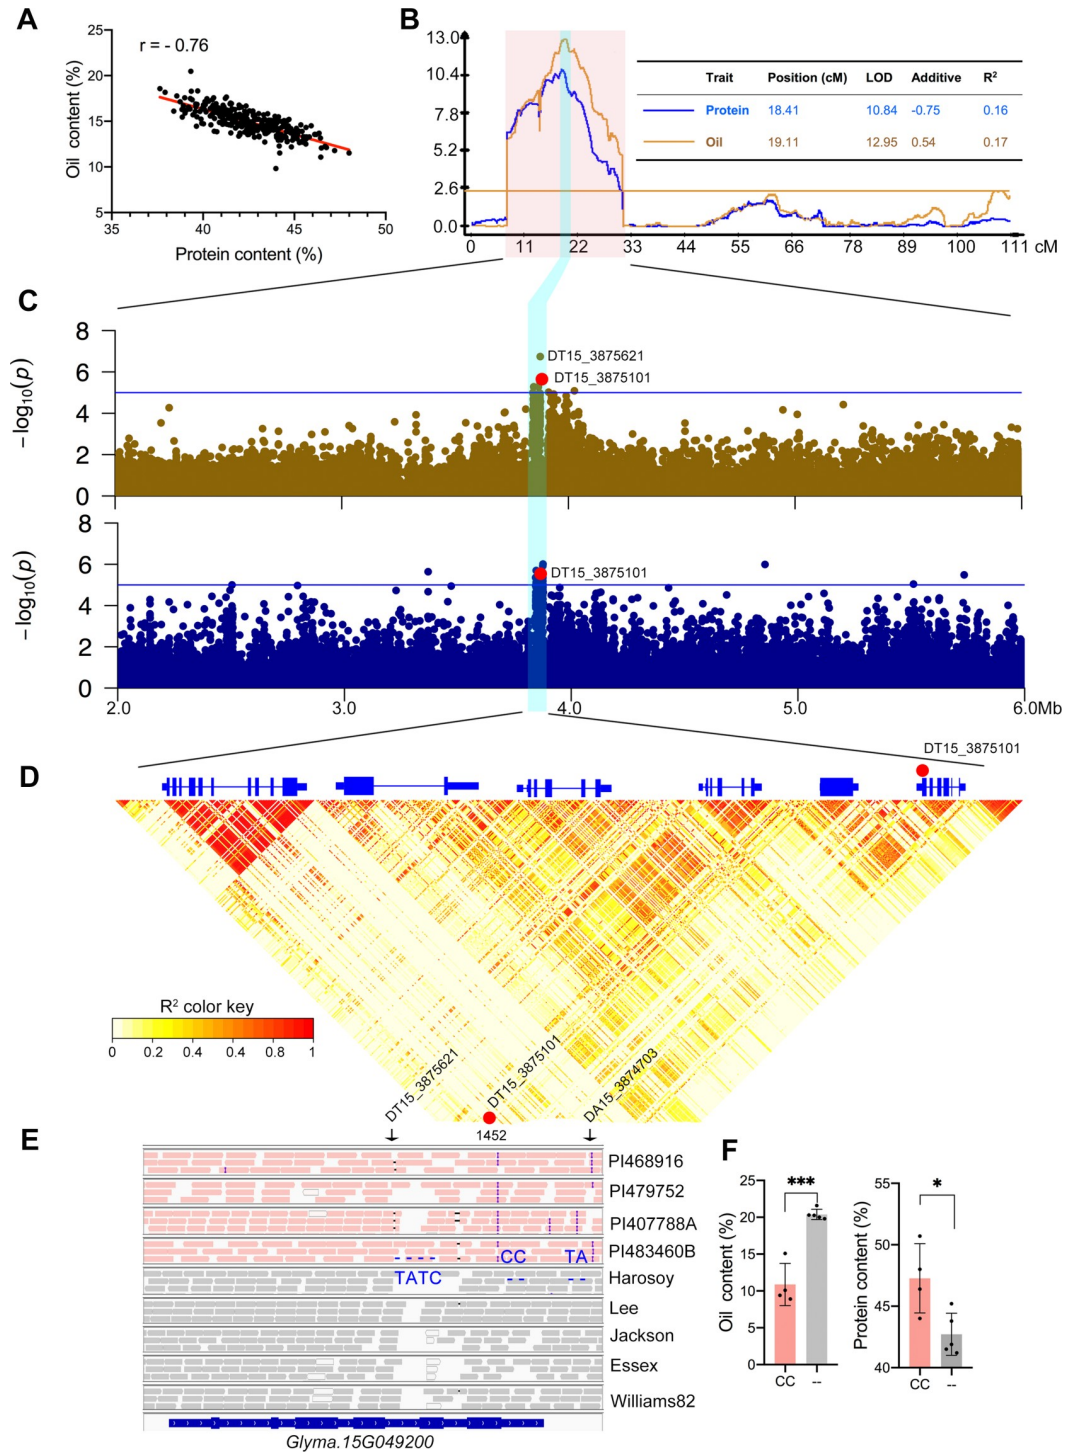 A
r = - 0.76
25
20
15
10
5
35 40 45 50
Oil content (%)
Protein content (%)
B
13.0
10.4
7.8
5.2
2.6
0.0
0 11 22 33 44 55 66 78 89 100 111 cM
Trait Position (cM) LOD Additive R²
Protein 18.41 10.84 -0.75 0.16
Oil 19.11 12.95 0.54 0.17
C
8
6
4
2
0
−log₁₀(p)
DT15_3875621
DT15_3875101
8
6
4
2
0
−log₁₀(p)
DT15_3875101
2.0 3.0 4.0 5.0 6.0Mb
D
DT15_3875101
R² color key
0 0.2 0.4 0.6 0.8 1
DT15_3875621
DT15_3875101
DA15_3874703
E
1452
PI468916
PI479752
PI407788A
PI483460B
- - - - CC TA
Harosoy
TATC -- --
Lee
Jackson
Essex
Williams82
Glyma.15G049200
F
25
20
15
10
5
0
Oil content (%)
***
CC --
55
50
45
40
Protein content (%)
*
CC --